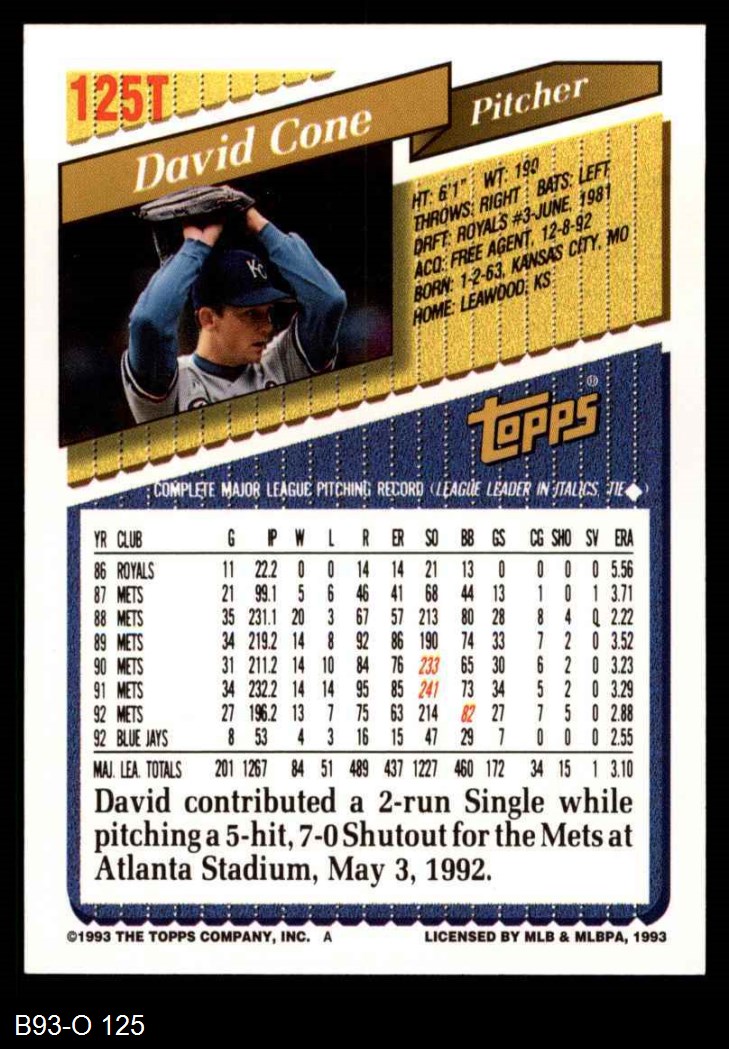 125T
David Cone
Pitcher
HT: 6'1" WT: 190
THROWS: RIGHT BATS: LEFT
DRFT: ROYALS #3-JUNE, 1981
ACQ: FREE AGENT, 12-8-92
BORN: 1-2-63, KANSAS CITY, MO
HOME: LEAWOOD, KS
KC
Topps®
COMPLETE MAJOR LEAGUE PITCHING RECORD (LEAGUE LEADER IN ITALICS, TIE◆)
YR CLUB G IP W L R ER SO BB GS CG SHO SV ERA
86 ROYALS 11 22.2 0 0 14 14 21 13 0 0 0 0 5.56
87 METS 21 99.1 5 6 46 41 68 44 13 1 0 1 3.71
88 METS 35 231.1 20 3 67 57 213 80 28 8 4 0 2.22
89 METS 34 219.2 14 8 92 86 190 74 33 7 2 0 3.52
90 METS 31 211.2 14 10 84 76 233 65 30 6 2 0 3.23
91 METS 34 232.2 14 14 95 85 241 73 34 5 2 0 3.29
92 METS 27 196.2 13 7 75 63 214 82 27 7 5 0 2.88
92 BLUE JAYS 8 53 4 3 16 15 47 29 7 0 0 0 2.55
MAJ. LEA. TOTALS 201 1267 84 51 489 437 1227 460 172 34 15 1 3.10
David contributed a 2-run Single while
pitching a 5-hit, 7-0 Shutout for the Mets at
Atlanta Stadium, May 3, 1992.
©1993 THE TOPPS COMPANY, INC. A LICENSED BY MLB & MLBPA, 1993
B93-O 125